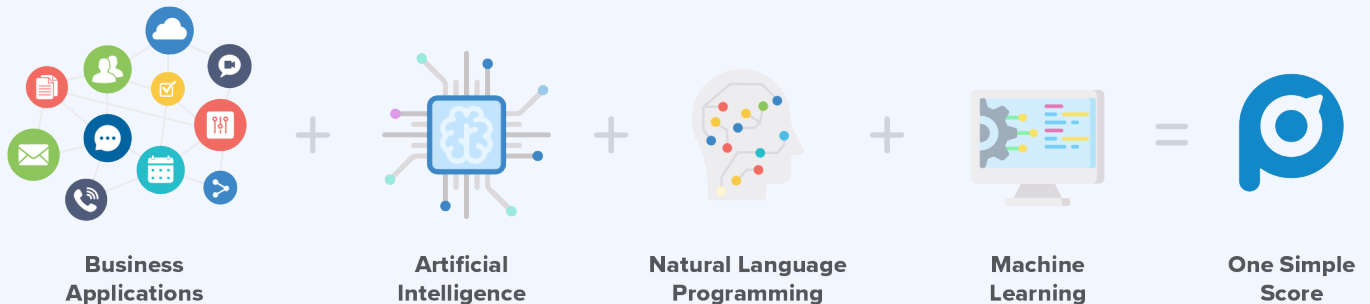 Business
Applications
Artificial
Intelligence
Natural Language
Programming
Machine
Learning
One Simple
Score